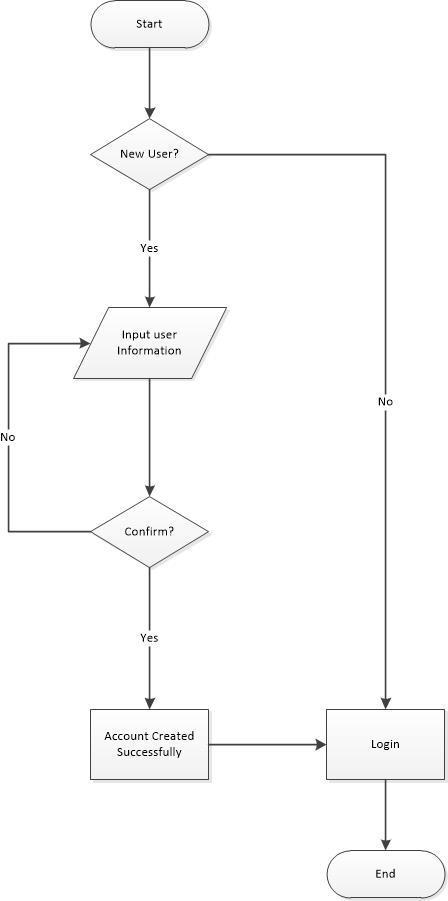 Start
New User?
Yes
Input user
Information
No
No
Confirm?
Yes
Account Created
Successfully
Login
End